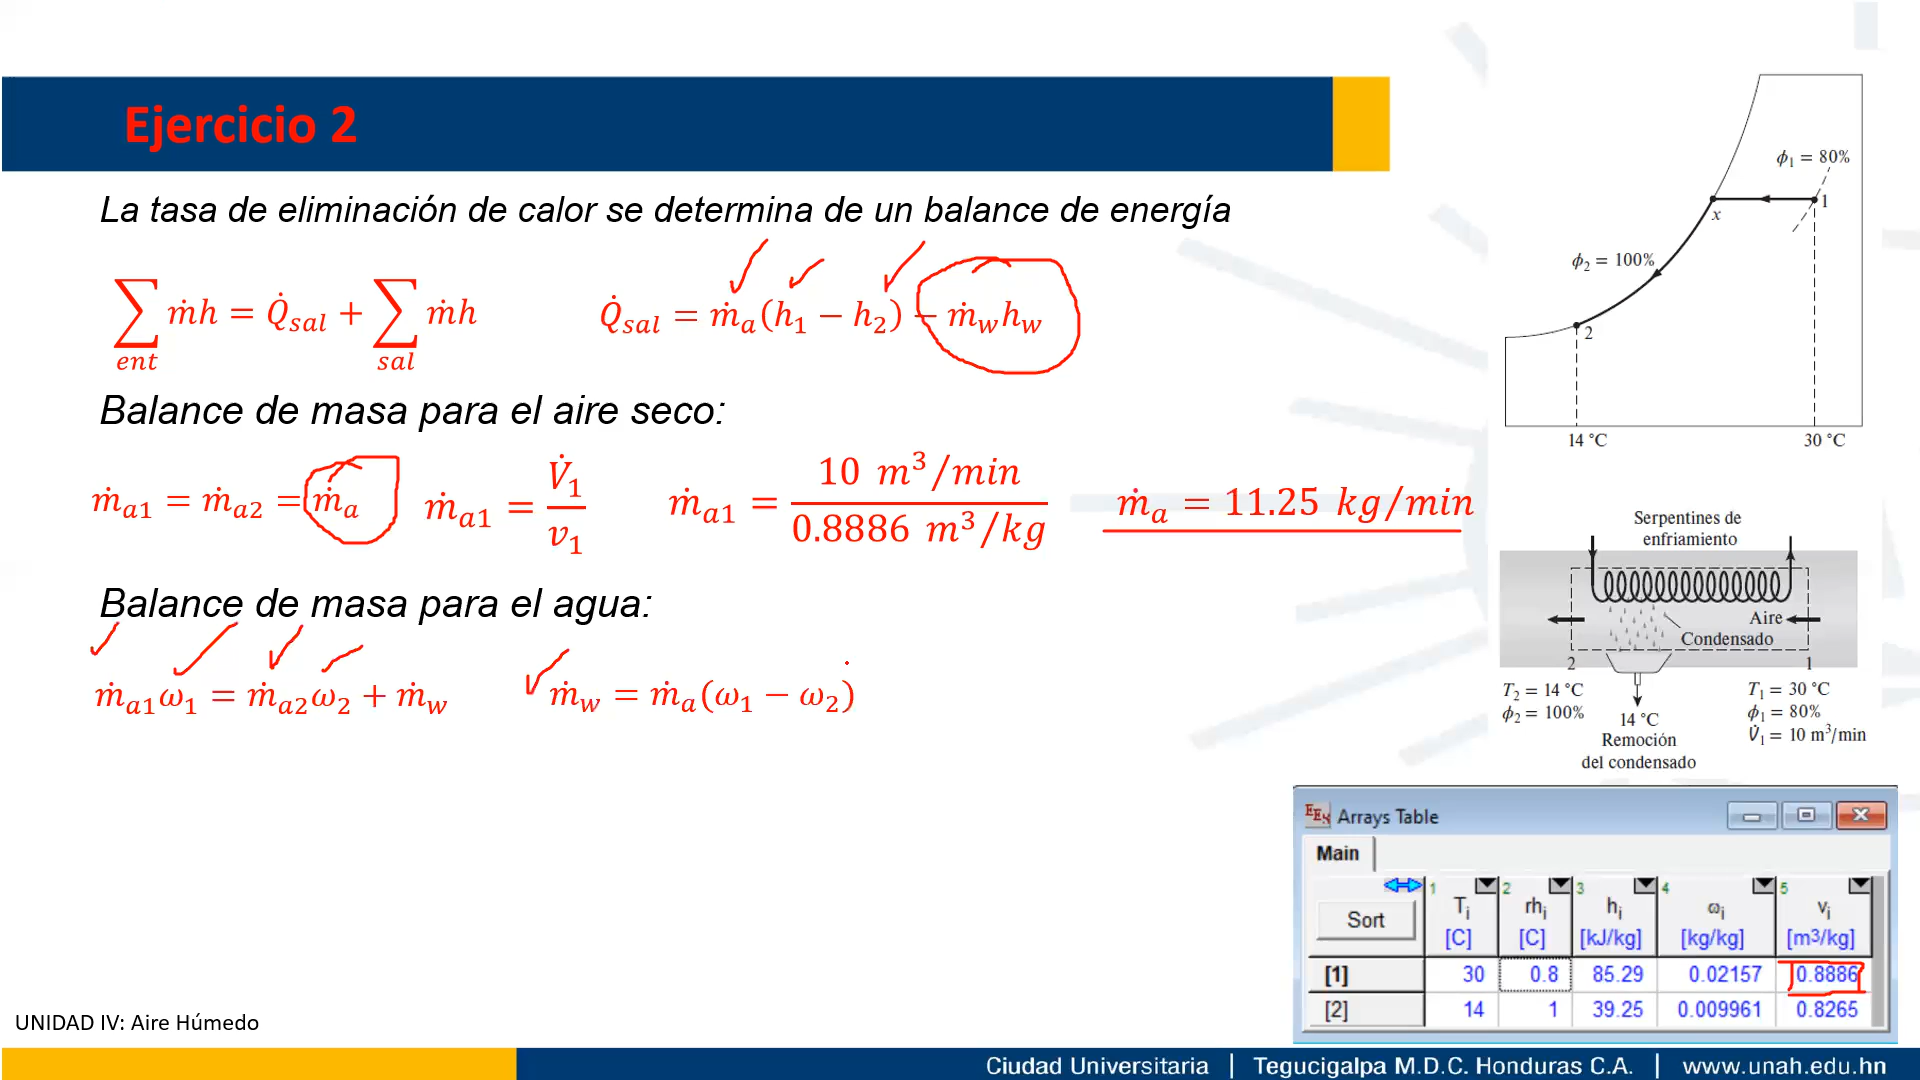 Ejercicio 2
La tasa de eliminación de calor se determina de un balance de energía
∑ent ṁh = Q̇sal + ∑sal ṁh
Q̇sal = ṁa(h1 − h2) − ṁwhw
Balance de masa para el aire seco:
ṁa1 = ṁa2 = ṁa
ṁa1 = V̇1 / v1
ṁa1 = 10 m³/min / 0.8886 m³/kg
ṁa = 11.25 kg/min
Balance de masa para el agua:
ṁa1ω1 = ṁa2ω2 + ṁw
ṁw = ṁa(ω1 − ω2)
ϕ1 = 80%
1
x
ϕ2 = 100%
2
14 °C
30 °C
Serpentines de
enfriamiento
Aire
Condensado
2
1
T2 = 14 °C
ϕ2 = 100%
14 °C
Remoción
del condensado
T1 = 30 °C
ϕ1 = 80%
V̇1 = 10 m³/min
EES Arrays Table
Main
Sort
1 Ti [C]
2 rhi [C]
3 hi [kJ/kg]
4 ωi [kg/kg]
5 vi [m3/kg]
[1] 30 0.8 85.29 0.02157 0.8886
[2] 14 1 39.25 0.009961 0.8265
UNIDAD IV: Aire Húmedo
Ciudad Universitaria | Tegucigalpa M.D.C. Honduras C.A. | www.unah.edu.hn